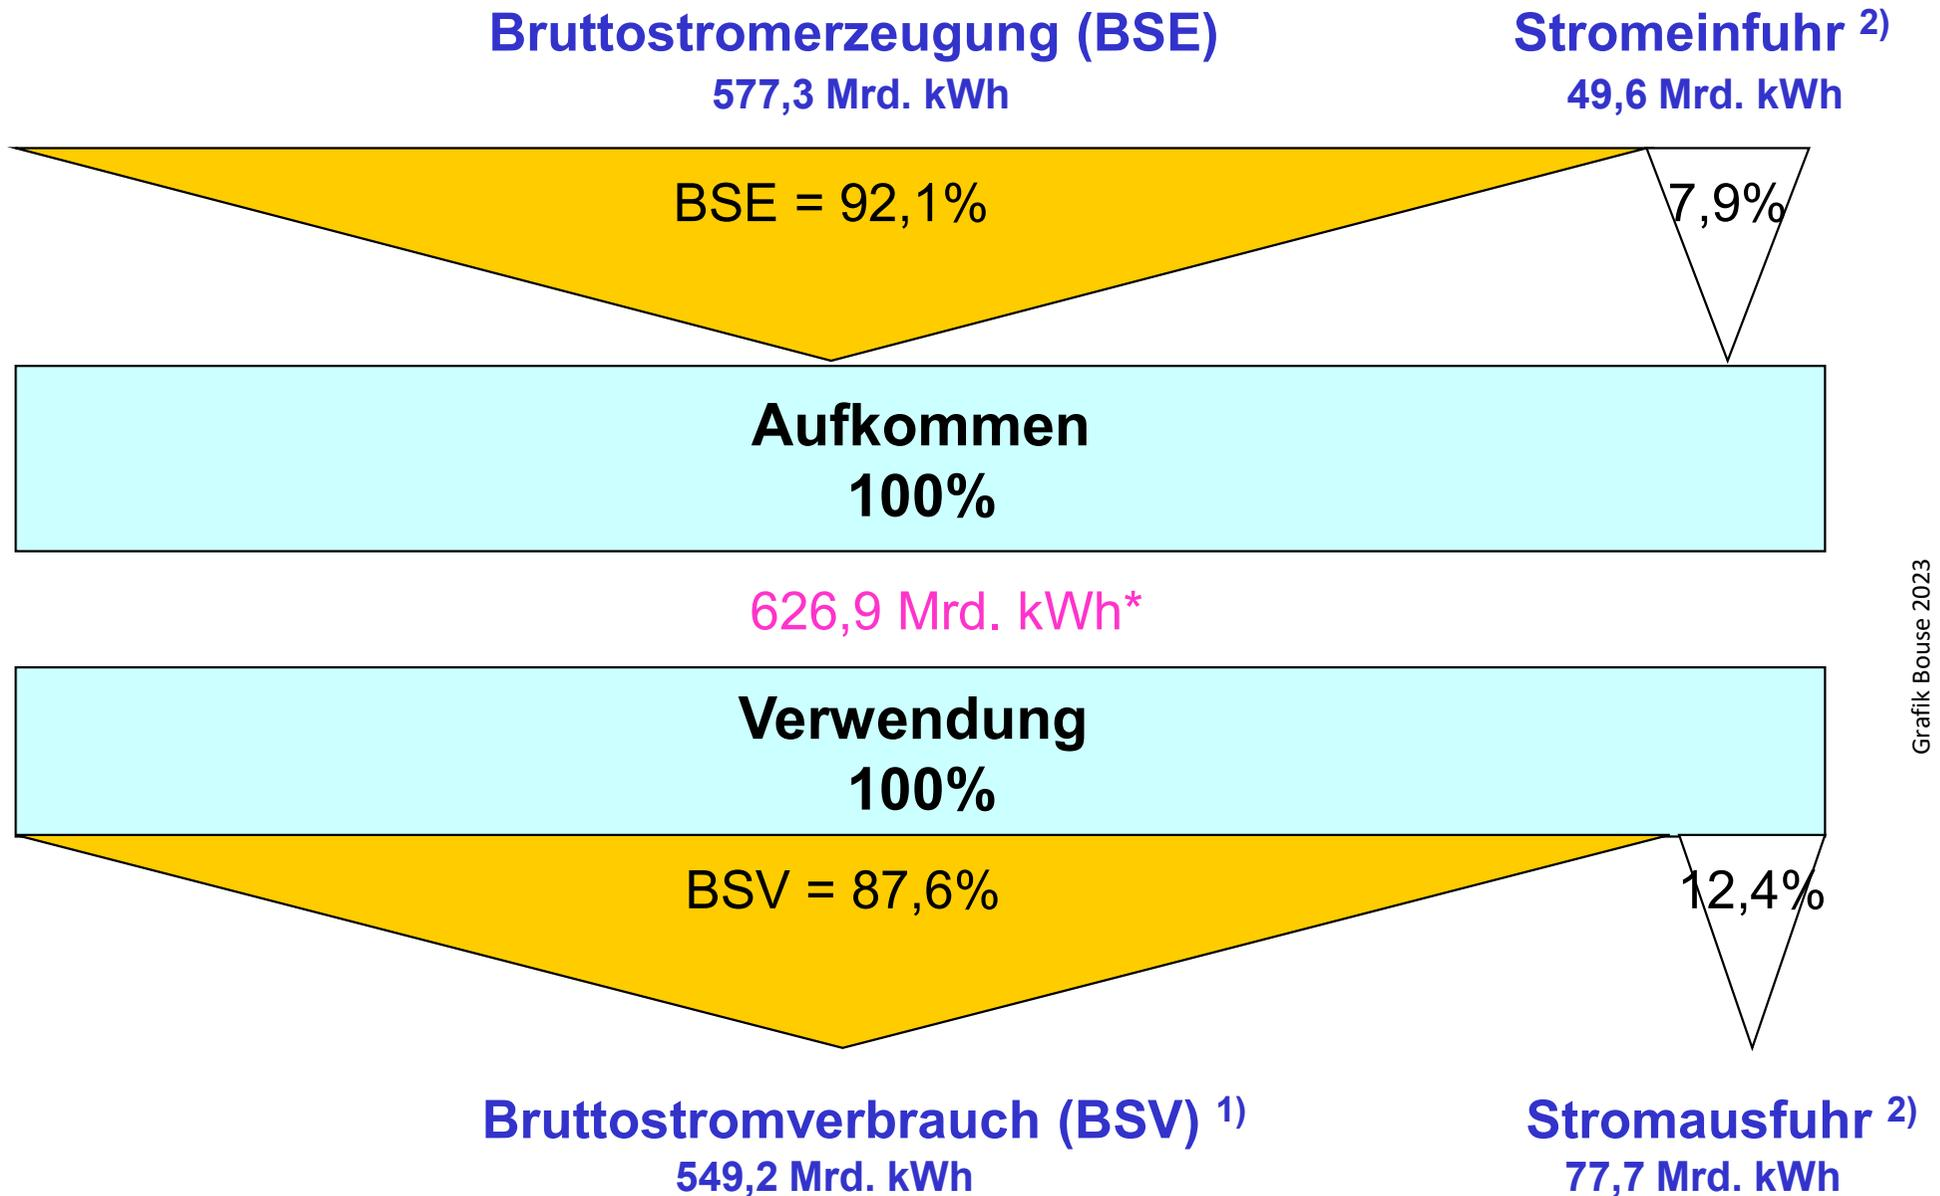 Bruttostromerzeugung (BSE)
577,3 Mrd. kWh
Stromeinfuhr 2)
49,6 Mrd. kWh
BSE = 92,1%
7,9%
Aufkommen
100%
626,9 Mrd. kWh*
Verwendung
100%
BSV = 87,6%
12,4%
Bruttostromverbrauch (BSV) 1)
549,2 Mrd. kWh
Stromausfuhr 2)
77,7 Mrd. kWh
Grafik Bouse 2023